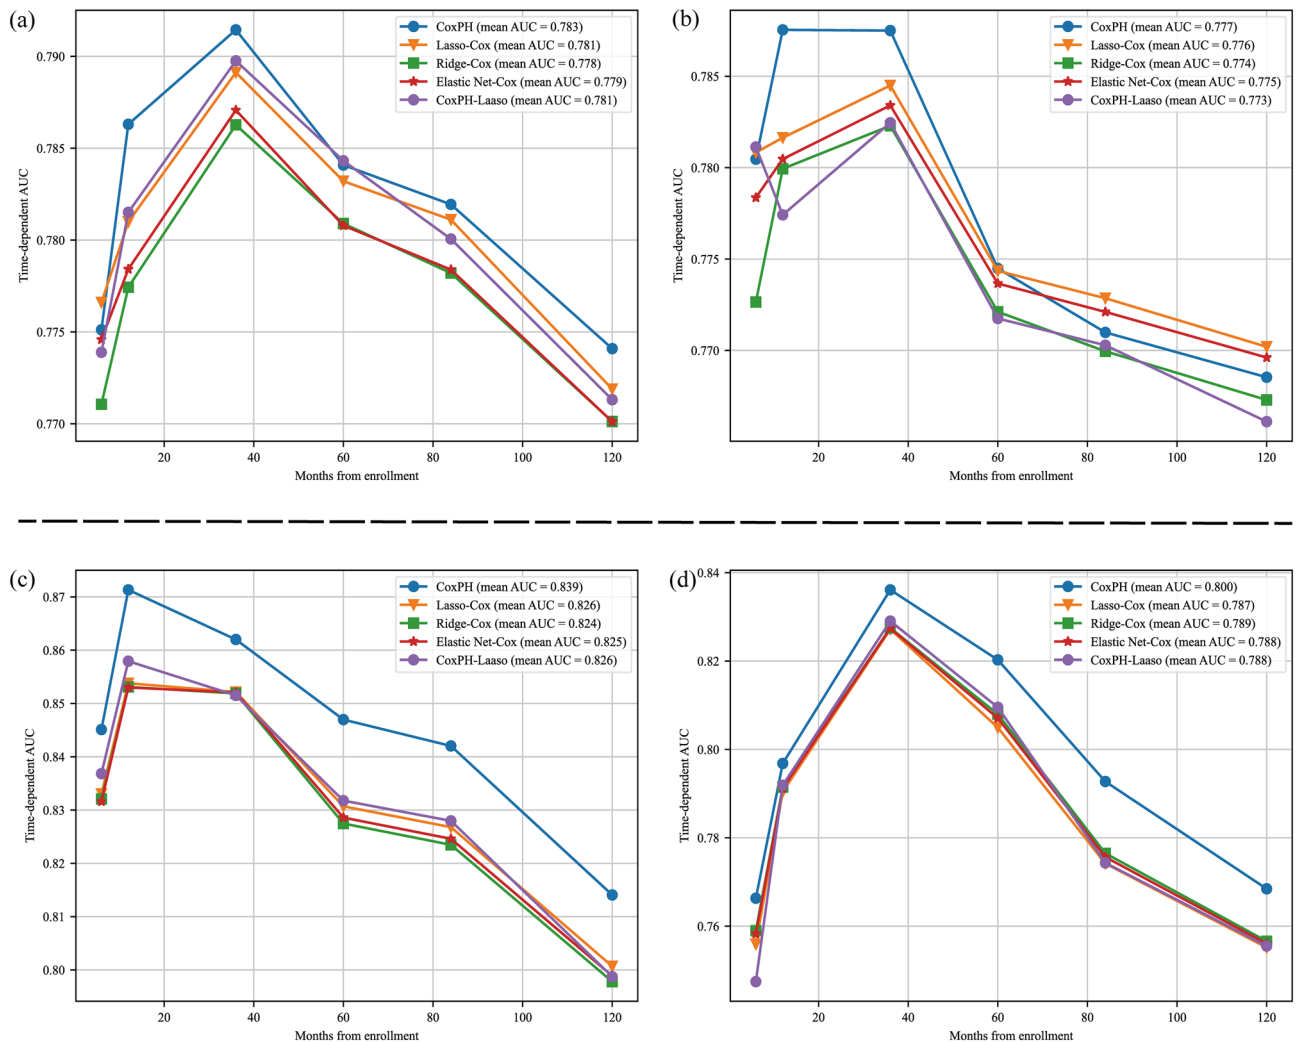 (a)
CoxPH (mean AUC = 0.783)
Lasso-Cox (mean AUC = 0.781)
Ridge-Cox (mean AUC = 0.778)
Elastic Net-Cox (mean AUC = 0.779)
CoxPH-Laaso (mean AUC = 0.781)
0.790
0.785
0.780
0.775
0.770
Time-dependent AUC
20
40
60
80
100
120
Months from enrollment
(b)
CoxPH (mean AUC = 0.777)
Lasso-Cox (mean AUC = 0.776)
Ridge-Cox (mean AUC = 0.774)
Elastic Net-Cox (mean AUC = 0.775)
CoxPH-Laaso (mean AUC = 0.773)
0.785
0.780
0.775
0.770
Time-dependent AUC
20
40
60
80
100
120
Months from enrollment
(c)
CoxPH (mean AUC = 0.839)
Lasso-Cox (mean AUC = 0.826)
Ridge-Cox (mean AUC = 0.824)
Elastic Net-Cox (mean AUC = 0.825)
CoxPH-Laaso (mean AUC = 0.826)
0.87
0.86
0.85
0.84
0.83
0.82
0.81
0.80
Time-dependent AUC
20
40
60
80
100
120
Months from enrollment
(d)
CoxPH (mean AUC = 0.800)
Lasso-Cox (mean AUC = 0.787)
Ridge-Cox (mean AUC = 0.789)
Elastic Net-Cox (mean AUC = 0.788)
CoxPH-Laaso (mean AUC = 0.788)
0.84
0.82
0.80
0.78
0.76
Time-dependent AUC
20
40
60
80
100
120
Months from enrollment